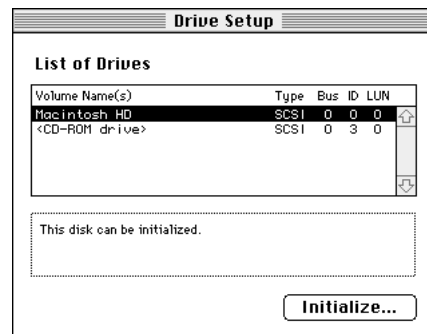 Drive Setup
List of Drives
Volume Name(s) Type Bus ID LUN
Macintosh HD SCSI 0 0 0
<CD-ROM drive> SCSI 0 3 0
This disk can be initialized.
Initialize...